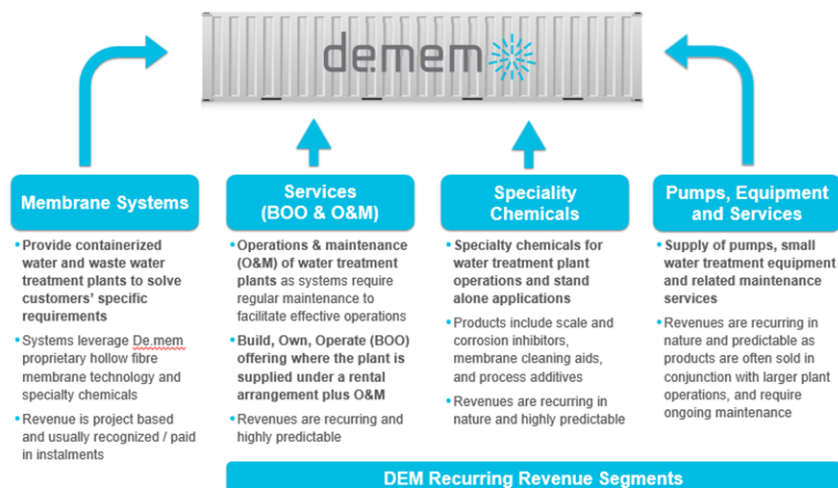 de.mem
Membrane Systems
• Provide containerized
water and waste water
treatment plants to solve
customers' specific
requirements
• Systems leverage De.mem
proprietary hollow fibre
membrane technology and
specialty chemicals
• Revenue is project based
and usually recognized / paid
in instalments
Services
(BOO & O&M)
• Operations & maintenance
(O&M) of water treatment
plants as systems require
regular maintenance to
facilitate effective operations
• Build, Own, Operate (BOO)
offering where the plant is
supplied under a rental
arrangement plus O&M
• Revenues are recurring and
highly predictable
Speciality
Chemicals
• Specialty chemicals for
water treatment plant
operations and stand
alone applications
• Products include scale and
corrosion inhibitors,
membrane cleaning aids,
and process additives
• Revenues are recurring in
nature and highly predictable
Pumps, Equipment
and Services
• Supply of pumps, small
water treatment equipment
and related maintenance
services
• Revenues are recurring in
nature and predictable as
products are often sold in
conjunction with larger plant
operations, and require
ongoing maintenance
DEM Recurring Revenue Segments